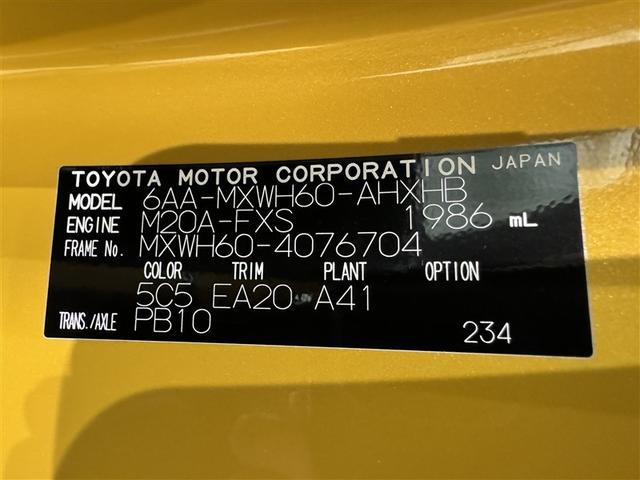 TOYOTA MOTOR CORPORATION JAPAN
MODEL 6AA-MXWH60-AHXHB
ENGINE M20A-FXS 1986 mL
FRAME No. MXWH60-4076704
COLOR TRIM PLANT OPTION
5C5 EA20 A41
TRANS./AXLE PB10
234